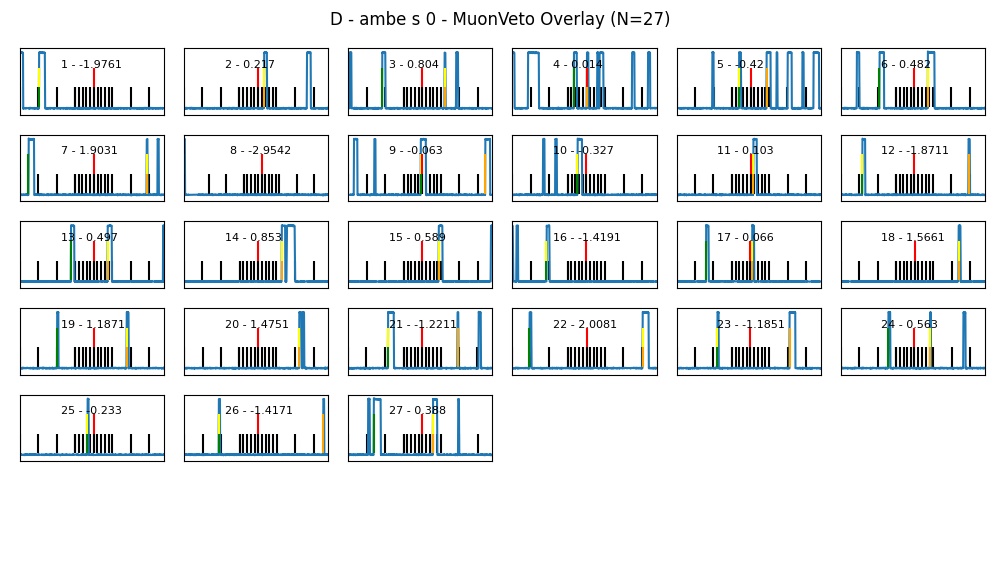 D - ambe s 0 - MuonVeto Overlay (N=27)
1 - -1.9761
2 - 0.217
3 - 0.804
4 - 0.014
5 - -0.42
6 - 0.482
7 - 1.9031
8 - -2.9542
9 - -0.063
10 - -0.327
11 - 0.103
12 - -1.8711
13 - 0.497
14 - 0.853
15 - 0.589
16 - -1.4191
17 - 0.066
18 - 1.5661
19 - 1.1871
20 - 1.4751
21 - -1.2211
22 - 2.0081
23 - -1.1851
24 - 0.563
25 - -0.233
26 - -1.4171
27 - 0.388